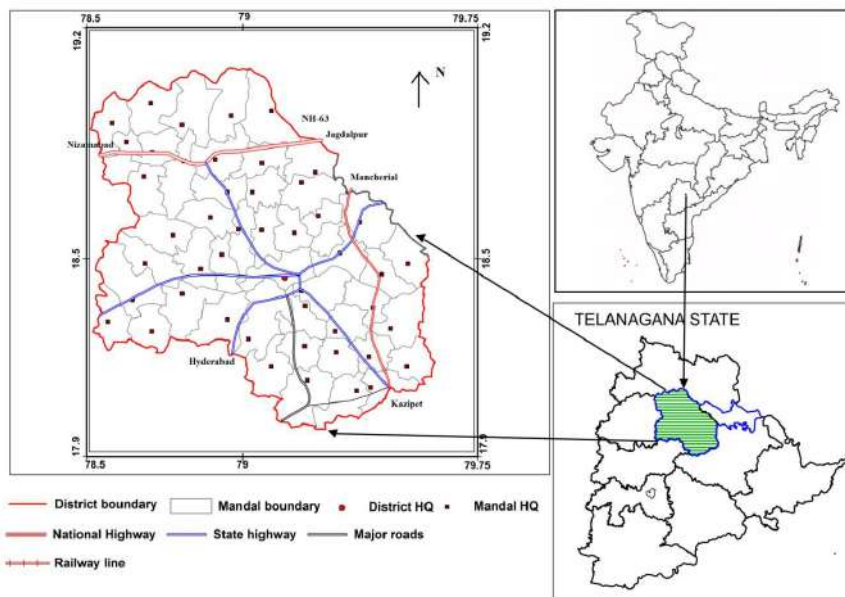 78.5 79 79.75
19.2 19.2
N
NH-63
Jagdalpur
Nizamabad
Mancherial
18.5 18.5
Hyderabad
Kazipet
17.9 17.9
78.5 79 79.75
TELANAGANA STATE
District boundary Mandal boundary District HQ Mandal HQ
National Highway State highway Major roads
Railway line